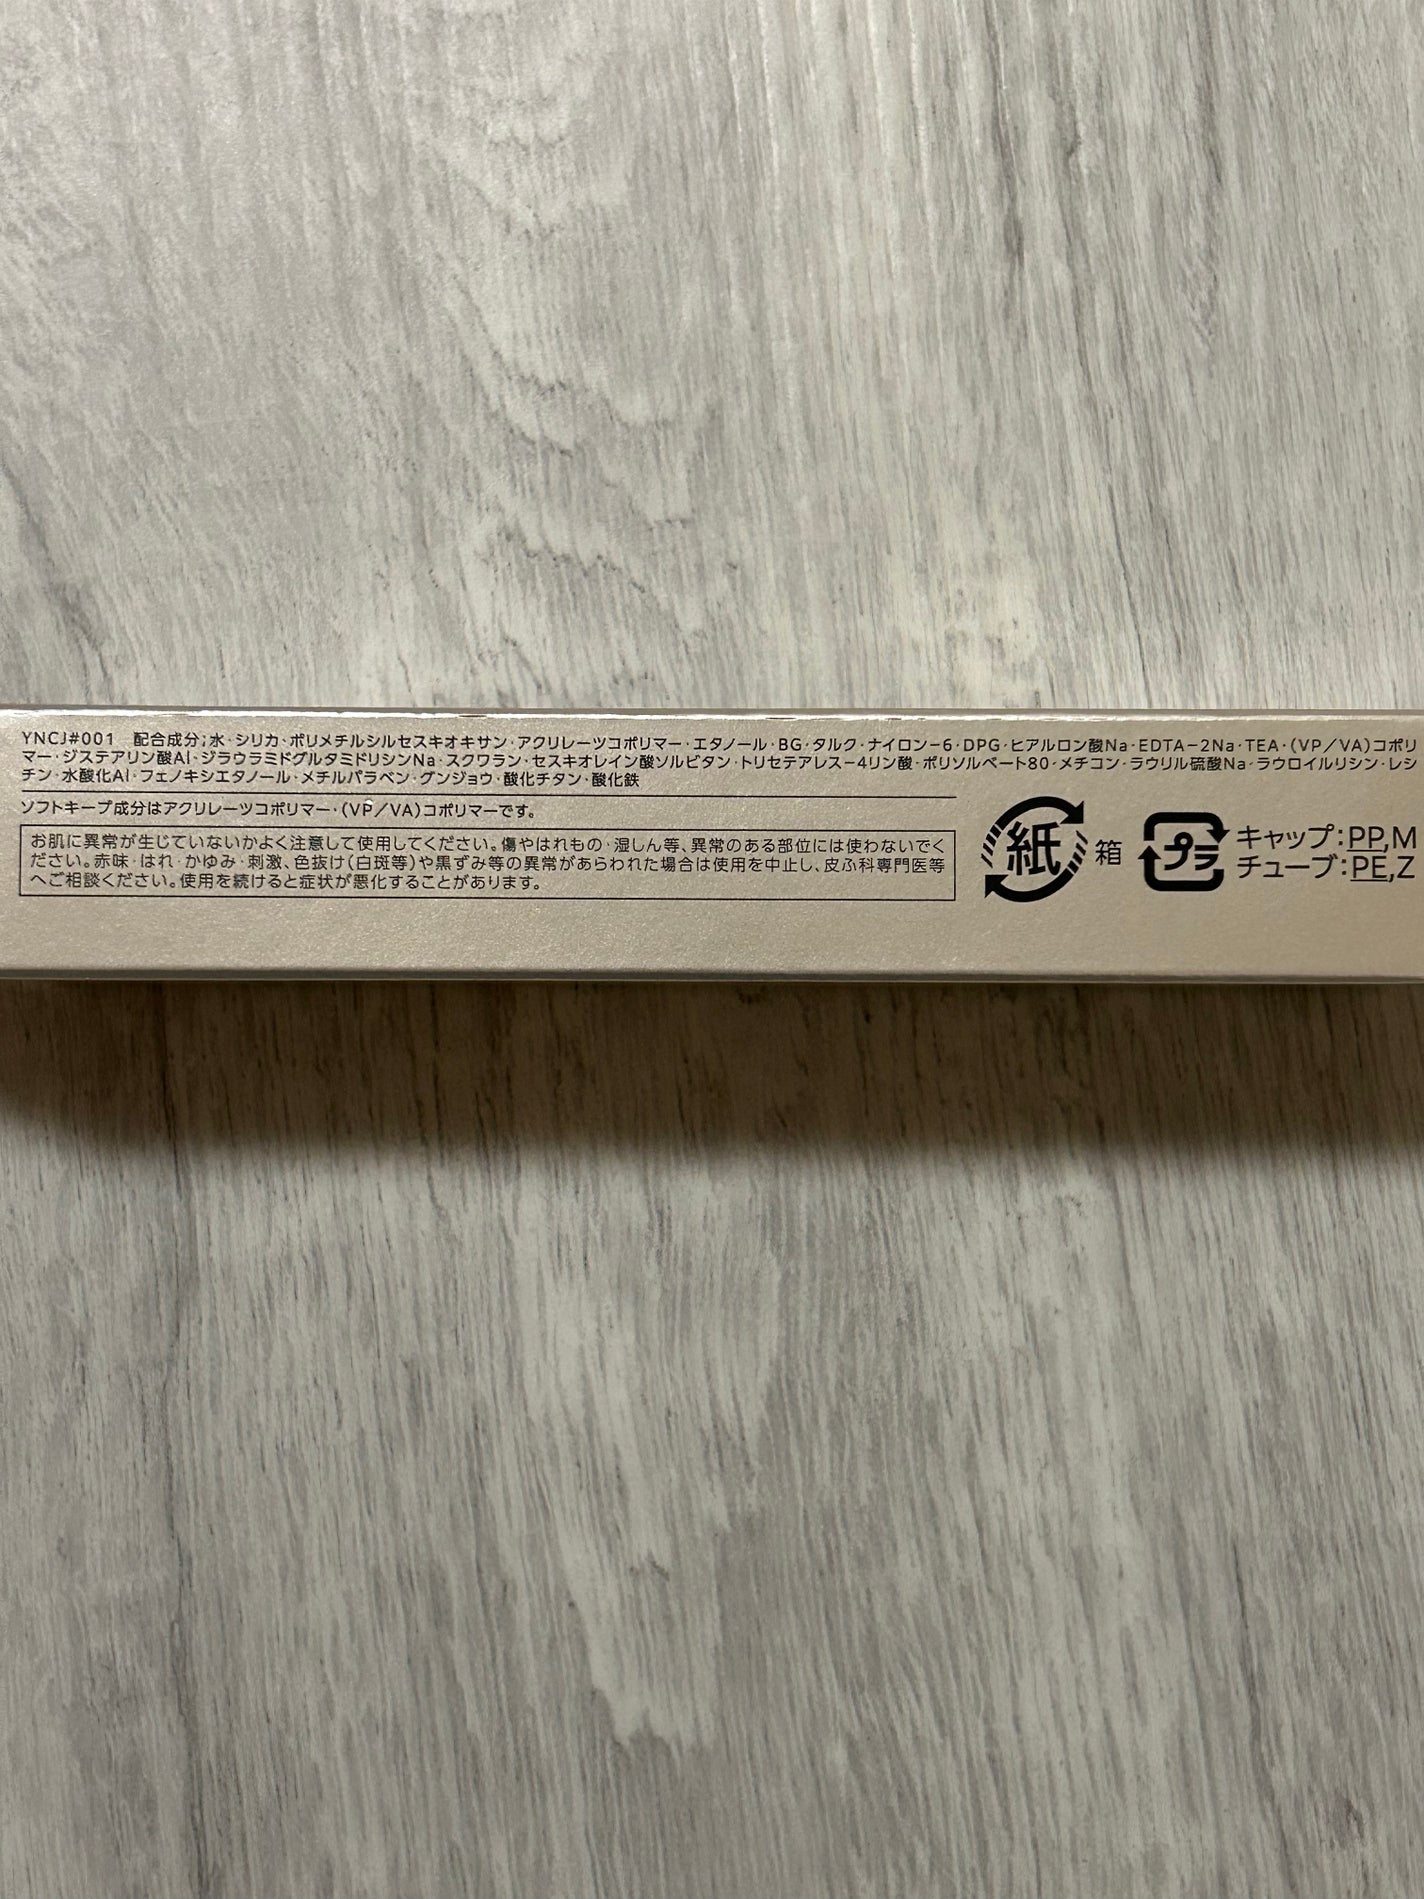 YNCJ#001 配合成分;水・シリカ・ポリメチルシルセスキオキサン・アクリレーツコポリマー・エタノール・BG・タルク・ナイロン－6・DPG・ヒアルロン酸Na・EDTA－2Na・TEA・(VP／VA)コポリ
マー・ジステアリン酸Al・ジラウラミドグルタミドリシンNa・スクワラン・セスキオレイン酸ソルビタン・トリセテアレス－4リン酸・ポリソルベート80・メチコン・ラウリル硫酸Na・ラウロイルリシン・レシ
チン・水酸化Al・フェノキシエタノール・メチルパラベン・グンジョウ・酸化チタン・酸化鉄
ソフトキープ成分はアクリレーツコポリマー・(VP／VA)コポリマーです。
お肌に異常が生じていないかよく注意して使用してください。傷やはれもの・湿しん等、異常のある部位には使わないでく
ださい。赤味・はれ・かゆみ・刺激、色抜け(白斑等)や黒ずみ等の異常があらわれた場合は使用を中止し、皮ふ科専門医等
へご相談ください。使用を続けると症状が悪化することがあります。
紙 箱
プラ キャップ:PP,M
チューブ:PE,Z